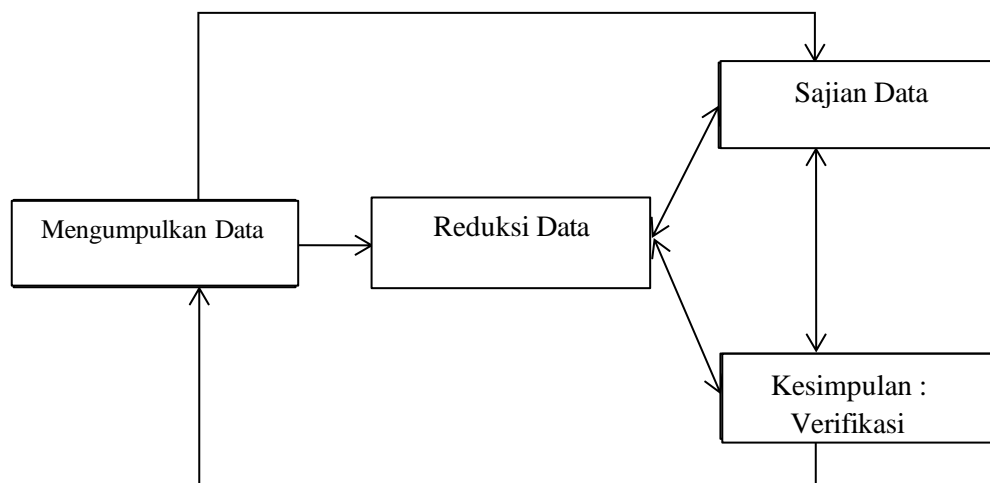 Sajian Data
Mengumpulkan Data
Reduksi Data
Kesimpulan :
Verifikasi